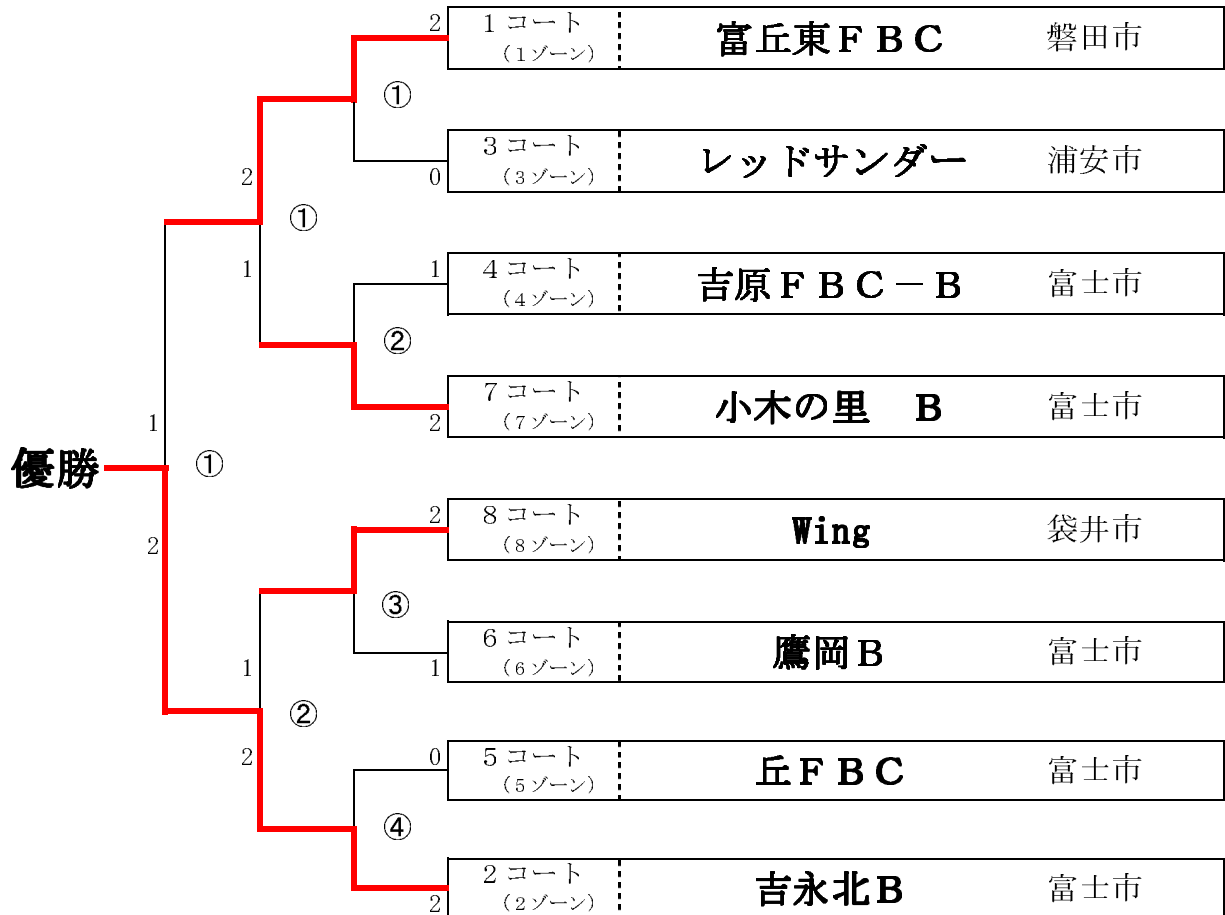 2
1コート
(1ゾーン)
富丘東FBC
磐田市
①
3コート
(3ゾーン)
レッドサンダー
浦安市
0
2
①
1
1
4コート
(4ゾーン)
吉原FBC-B
富士市
②
7コート
(7ゾーン)
小木の里 B
富士市
2
1
優勝
①
2
2
8コート
(8ゾーン)
Wing
袋井市
③
6コート
(6ゾーン)
鷹岡B
富士市
1
1
②
2
0
5コート
(5ゾーン)
丘FBC
富士市
④
2コート
(2ゾーン)
吉永北B
富士市
2